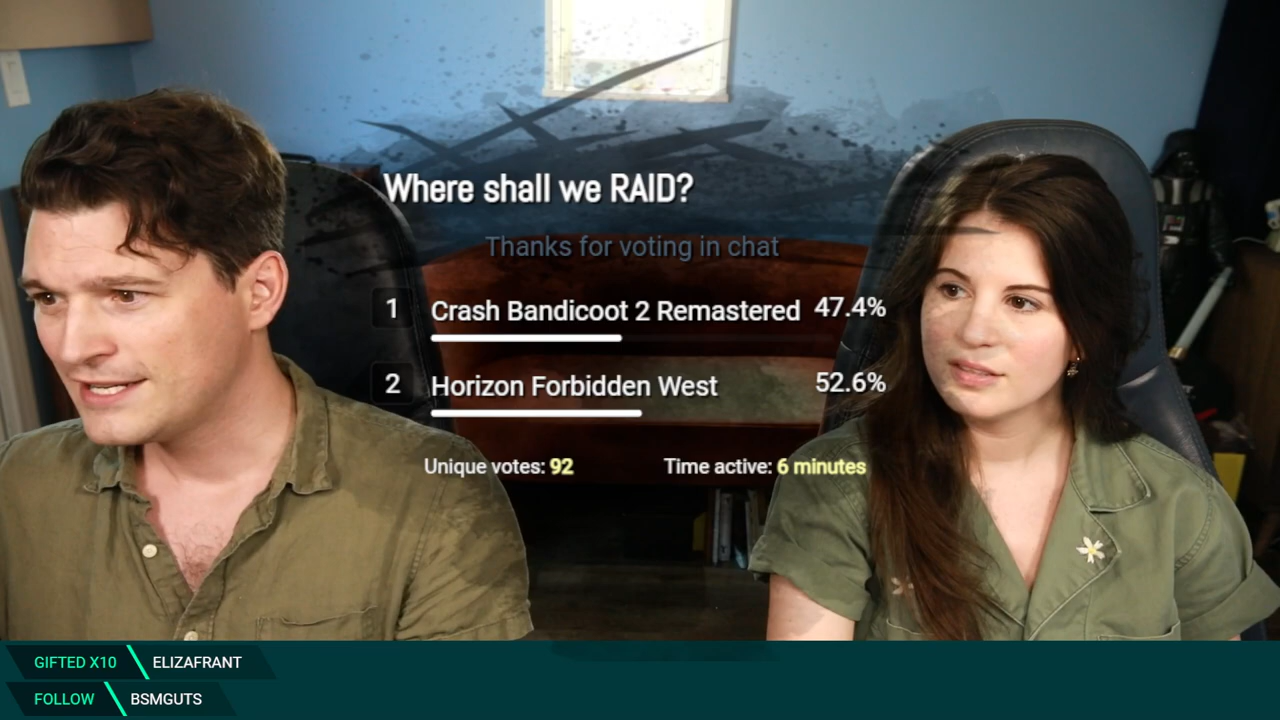 Where shall we RAID?
Thanks for voting in chat
1 Crash Bandicoot 2 Remastered 47.4%
2 Horizon Forbidden West 52.6%
Unique votes: 92 Time active: 6 minutes
GIFTED X10 ELIZAFRANT
FOLLOW BSMGUTS